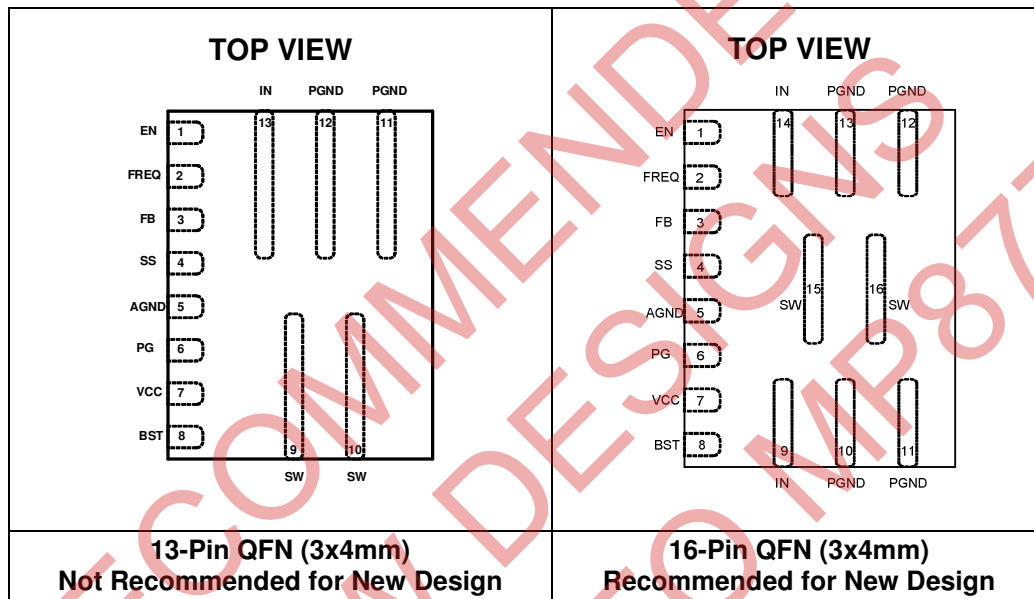 TOP VIEW
IN PGND PGND
13 12 11
EN 1
FREQ 2
FB 3
SS 4
AGND 5
PG 6
VCC 7
BST 8
9 10
SW SW
13-Pin QFN (3x4mm)
Not Recommended for New Design
TOP VIEW
IN PGND PGND
14 13 12
EN 1
FREQ 2
FB 3
SS 4
AGND 5
PG 6
VCC 7
BST 8
15 16
SW SW
9 10 11
IN PGND PGND
16-Pin QFN (3x4mm)
Recommended for New Design
DESIGNS